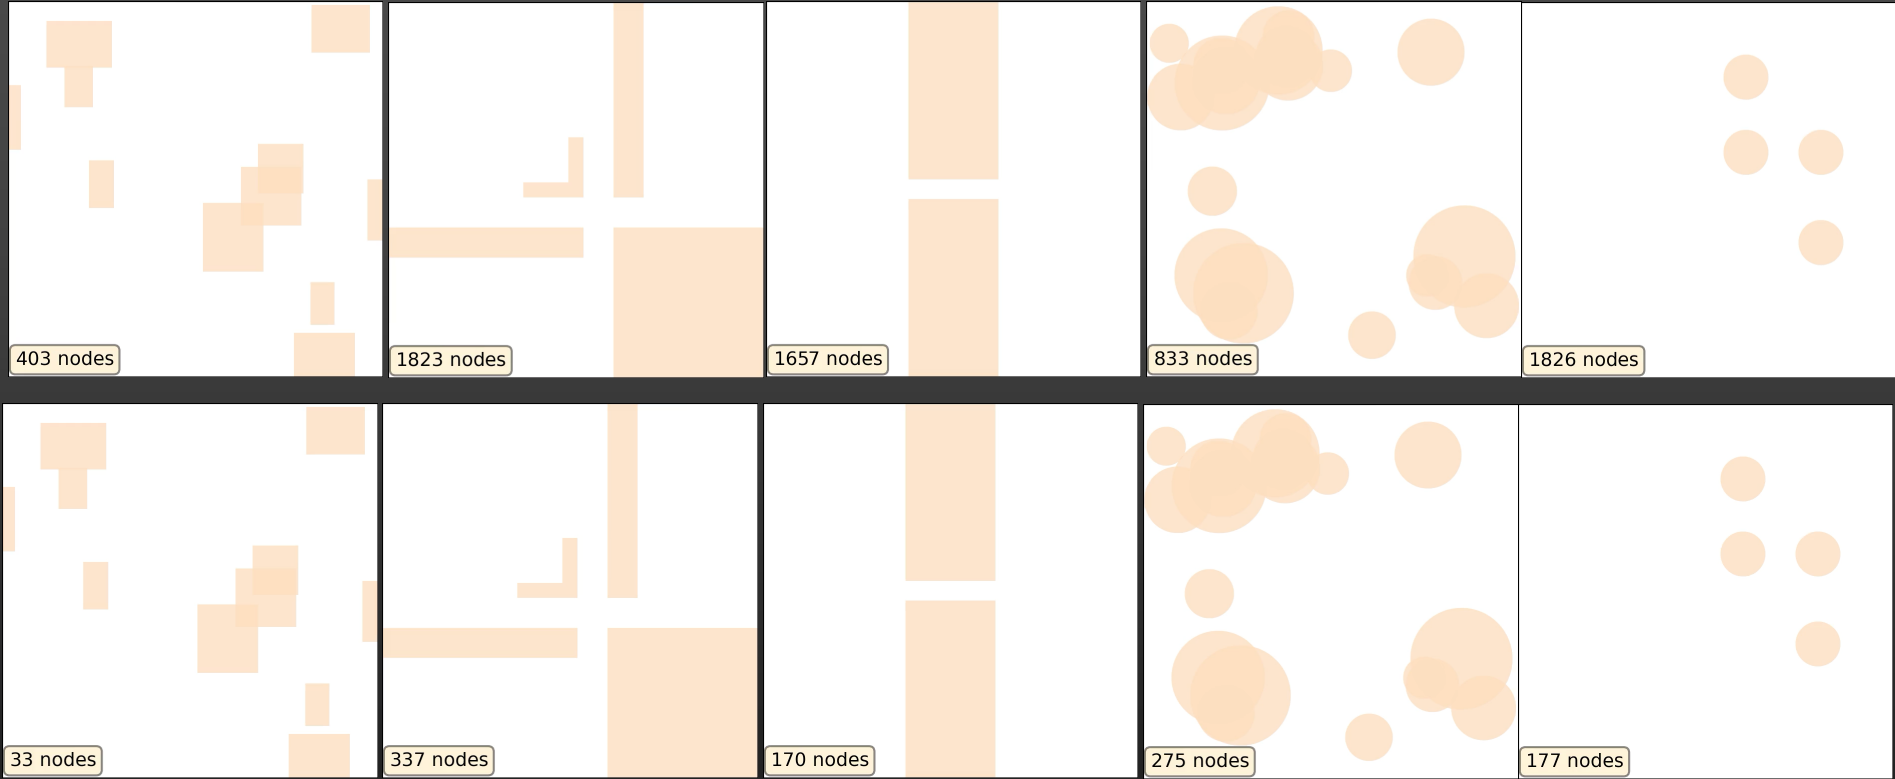 403 nodes
1823 nodes
1657 nodes
833 nodes
1826 nodes
33 nodes
337 nodes
170 nodes
275 nodes
177 nodes